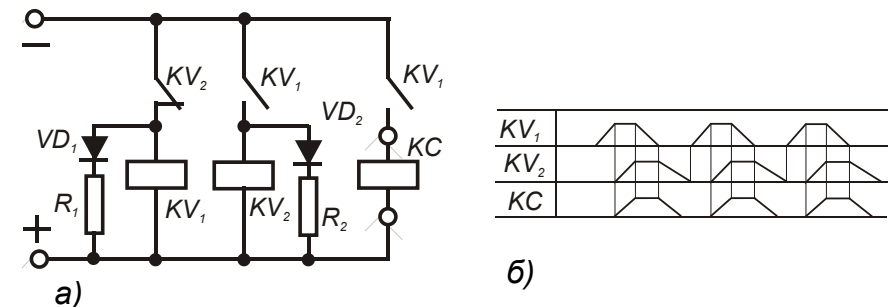 −
KV₂
KV₁
KV₁
VD₁
VD₂
KC
R₁
KV₁
KV₂
R₂
+
а)
KV₁
KV₂
KC
б)